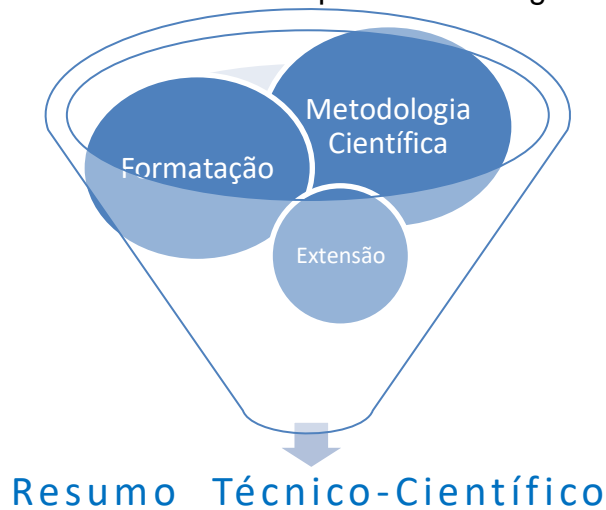 Metodologia
Científica
Formatação
Extensão
Resumo Técnico-Científico